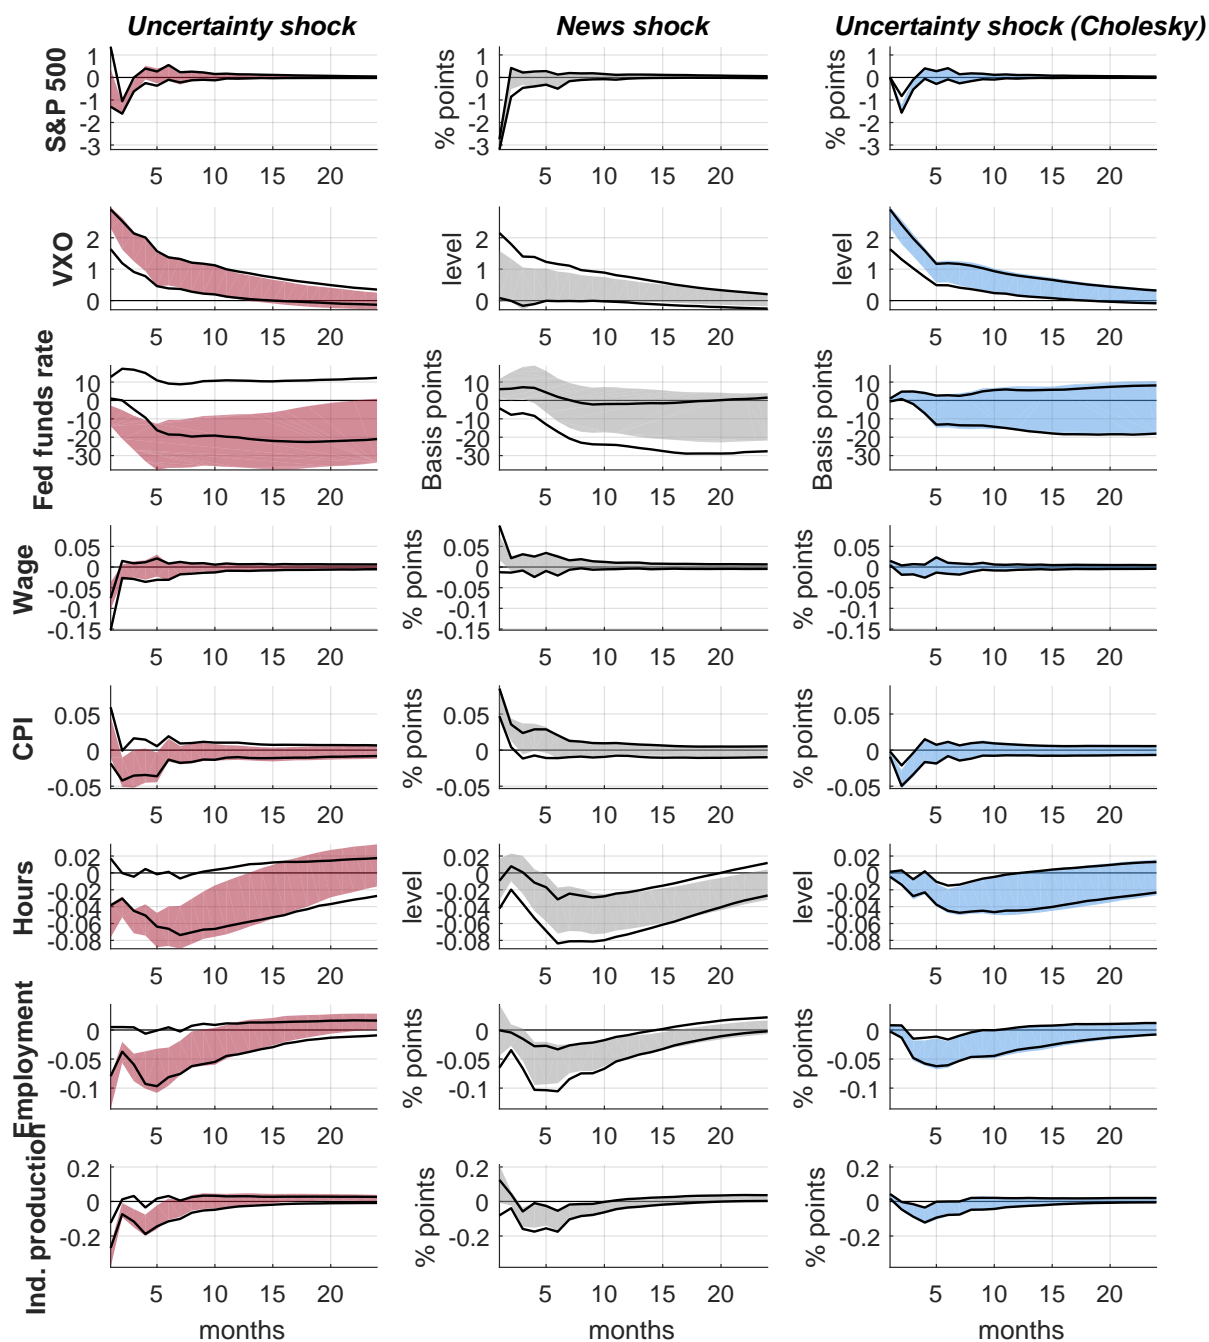 Uncertainty shock News shock Uncertainty shock (Cholesky)
S&P 500
1
0
-1
-2
-3
5 10 15 20
% points
1
0
-1
-2
-3
5 10 15 20
% points
1
0
-1
-2
-3
5 10 15 20
VXO
2
1
0
5 10 15 20
level
2
1
0
5 10 15 20
level
2
1
0
5 10 15 20
Fed funds rate
10
0
-10
-20
-30
5 10 15 20
Basis points
10
0
-10
-20
-30
5 10 15 20
Basis points
10
0
-10
-20
-30
5 10 15 20
Wage
0.05
0
-0.05
-0.1
-0.15
5 10 15 20
% points
0.05
0
-0.05
-0.1
-0.15
5 10 15 20
% points
0.05
0
-0.05
-0.1
-0.15
5 10 15 20
CPI
0.05
0
-0.05
5 10 15 20
% points
0.05
0
-0.05
5 10 15 20
% points
0.05
0
-0.05
5 10 15 20
Hours
0.02
0
-0.02
-0.04
-0.06
-0.08
5 10 15 20
level
0.02
0
-0.02
-0.04
-0.06
-0.08
5 10 15 20
level
0.02
0
-0.02
-0.04
-0.06
-0.08
5 10 15 20
Employment
0
-0.05
-0.1
5 10 15 20
% points
0
-0.05
-0.1
5 10 15 20
% points
0
-0.05
-0.1
5 10 15 20
Ind. production
0.2
0
-0.2
5 10 15 20
months
% points
0.2
0
-0.2
5 10 15 20
months
% points
0.2
0
-0.2
5 10 15 20
months